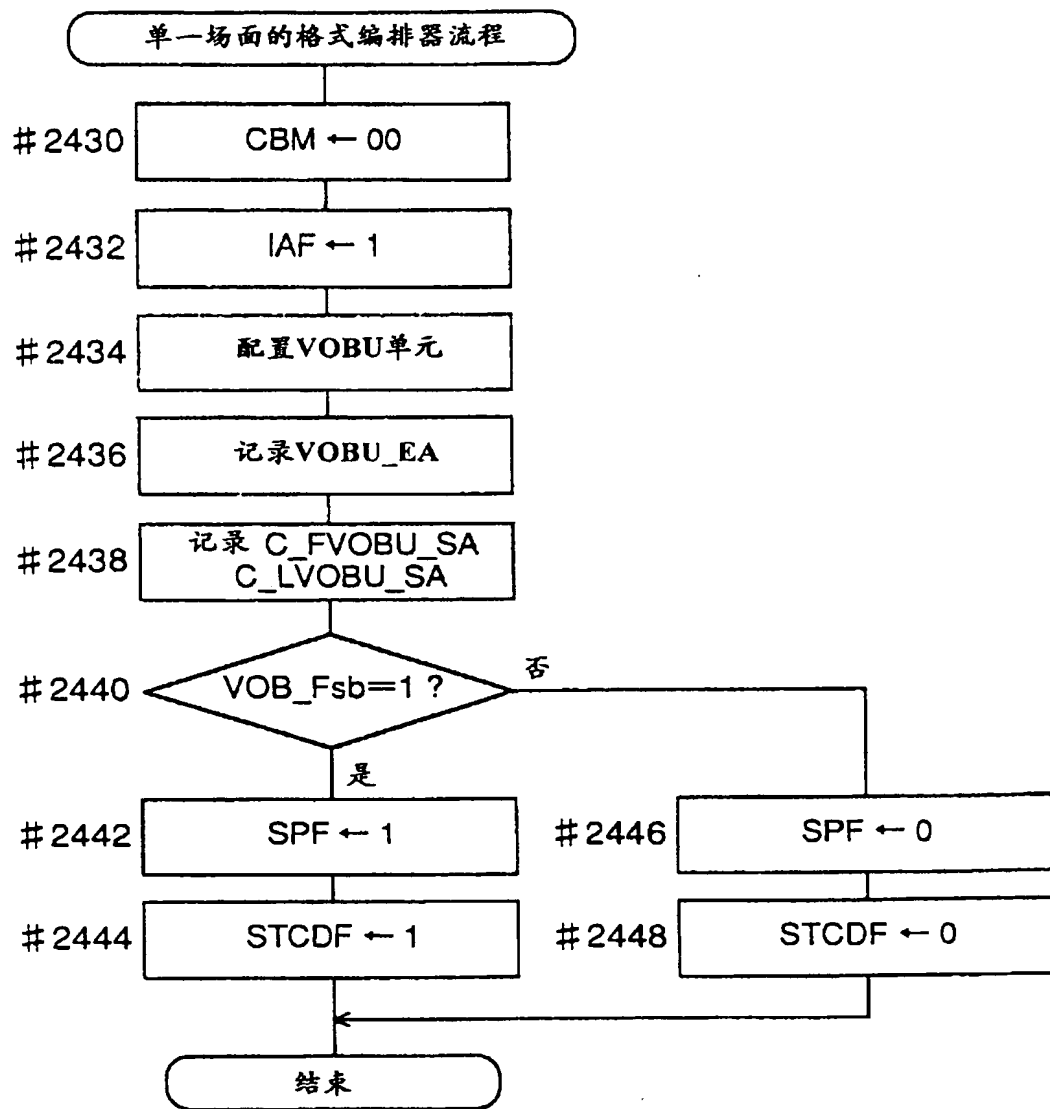 单一场面的格式编排器流程
#2430
CBM ← 00
#2432
IAF ← 1
#2434
配置VOBU单元
#2436
记录VOBU_EA
#2438
记录 C_FVOBU_SA
C_LVOBU_SA
#2440
VOB_Fsb=1 ?
否
是
#2442
SPF ← 1
#2446
SPF ← 0
#2444
STCDF ← 1
#2448
STCDF ← 0
结束